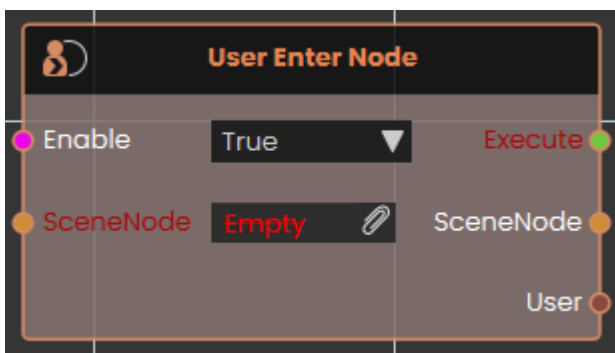 User Enter Node
Enable True Execute
SceneNode Empty SceneNode
User